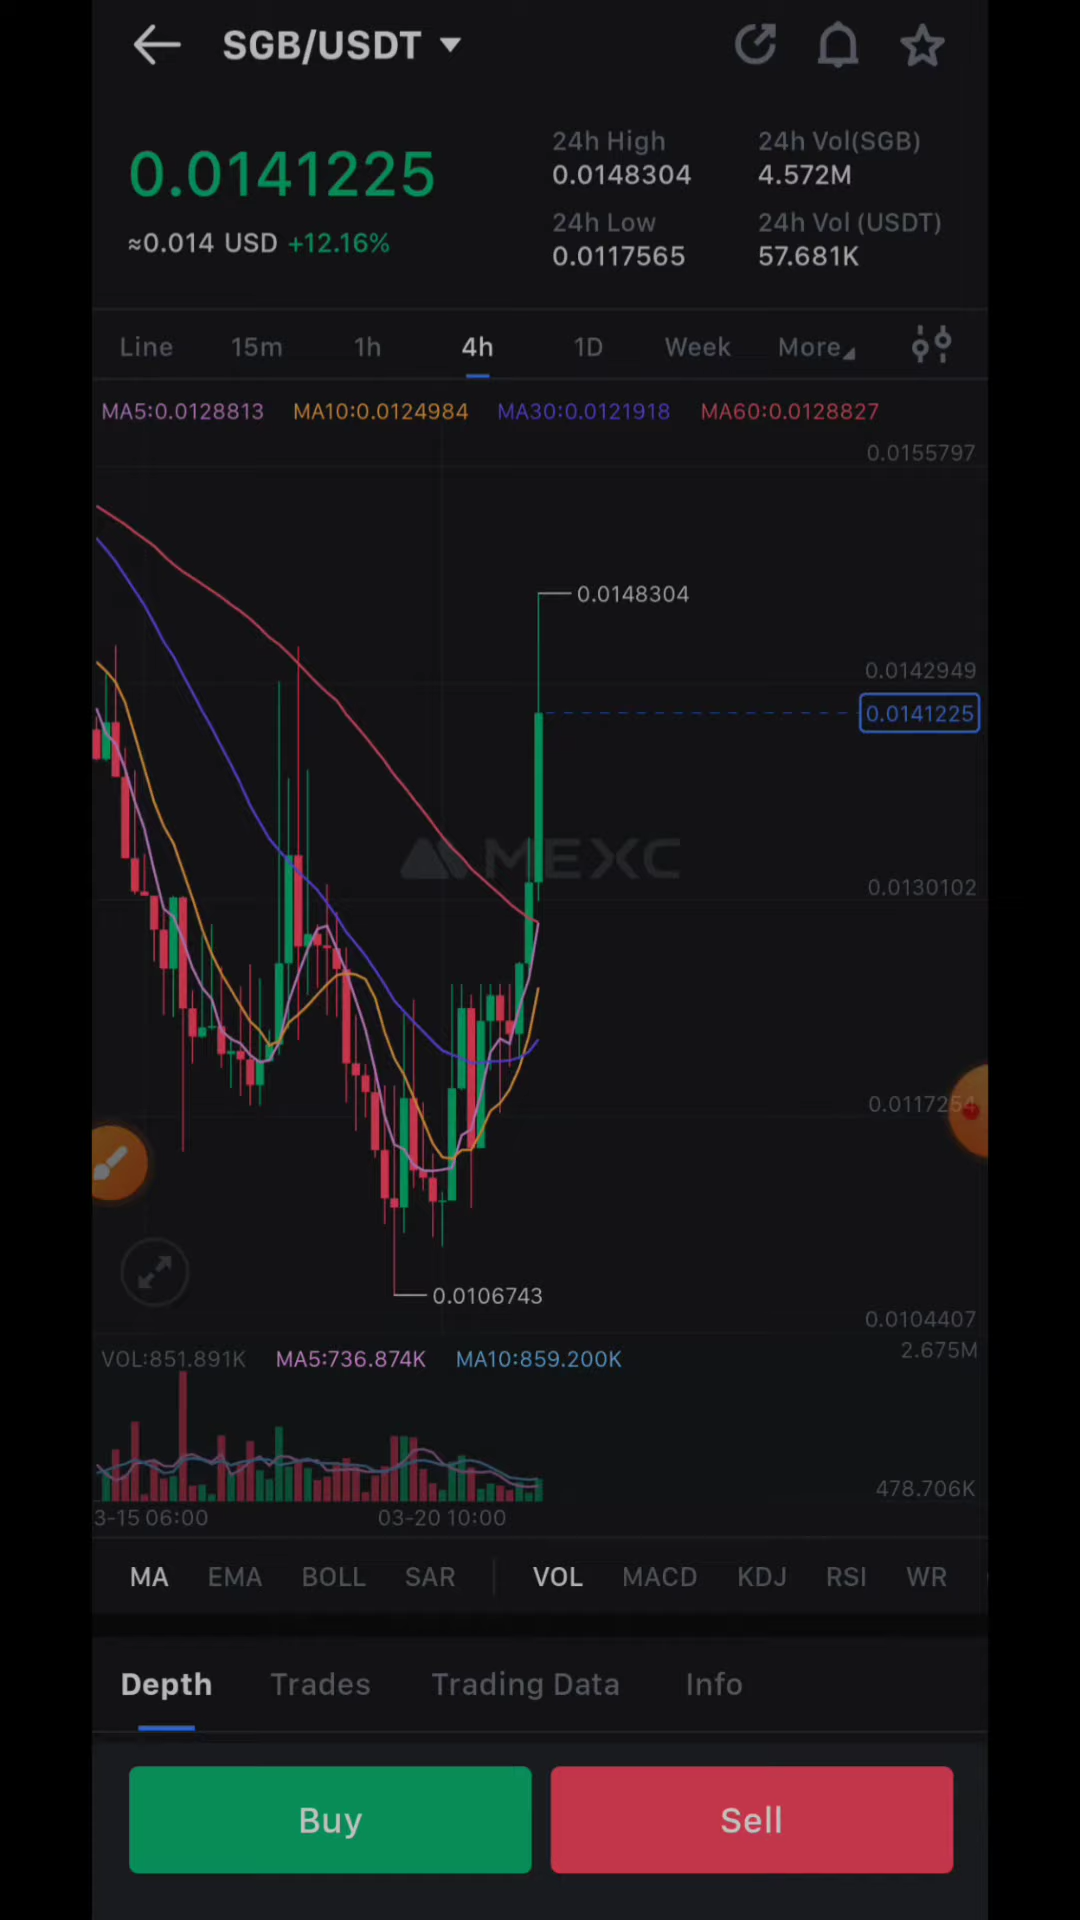 SGB/USDT
0.0141225
≈0.014 USD +12.16%
24h High
0.0148304
24h Low
0.0117565
24h Vol(SGB)
4.572M
24h Vol (USDT)
57.681K
Line 15m 1h 4h 1D Week More
MA5:0.0128813 MA10:0.0124984 MA30:0.0121918 MA60:0.0128827
0.0155797
0.0148304
0.0142949
0.0141225
MEXC
0.0130102
0.0117254
0.0106743
0.0104407
VOL:851.891K MA5:736.874K MA10:859.200K
2.675M
478.706K
3-15 06:00 03-20 10:00
MA EMA BOLL SAR VOL MACD KDJ RSI WR
Depth Trades Trading Data Info
Buy Sell